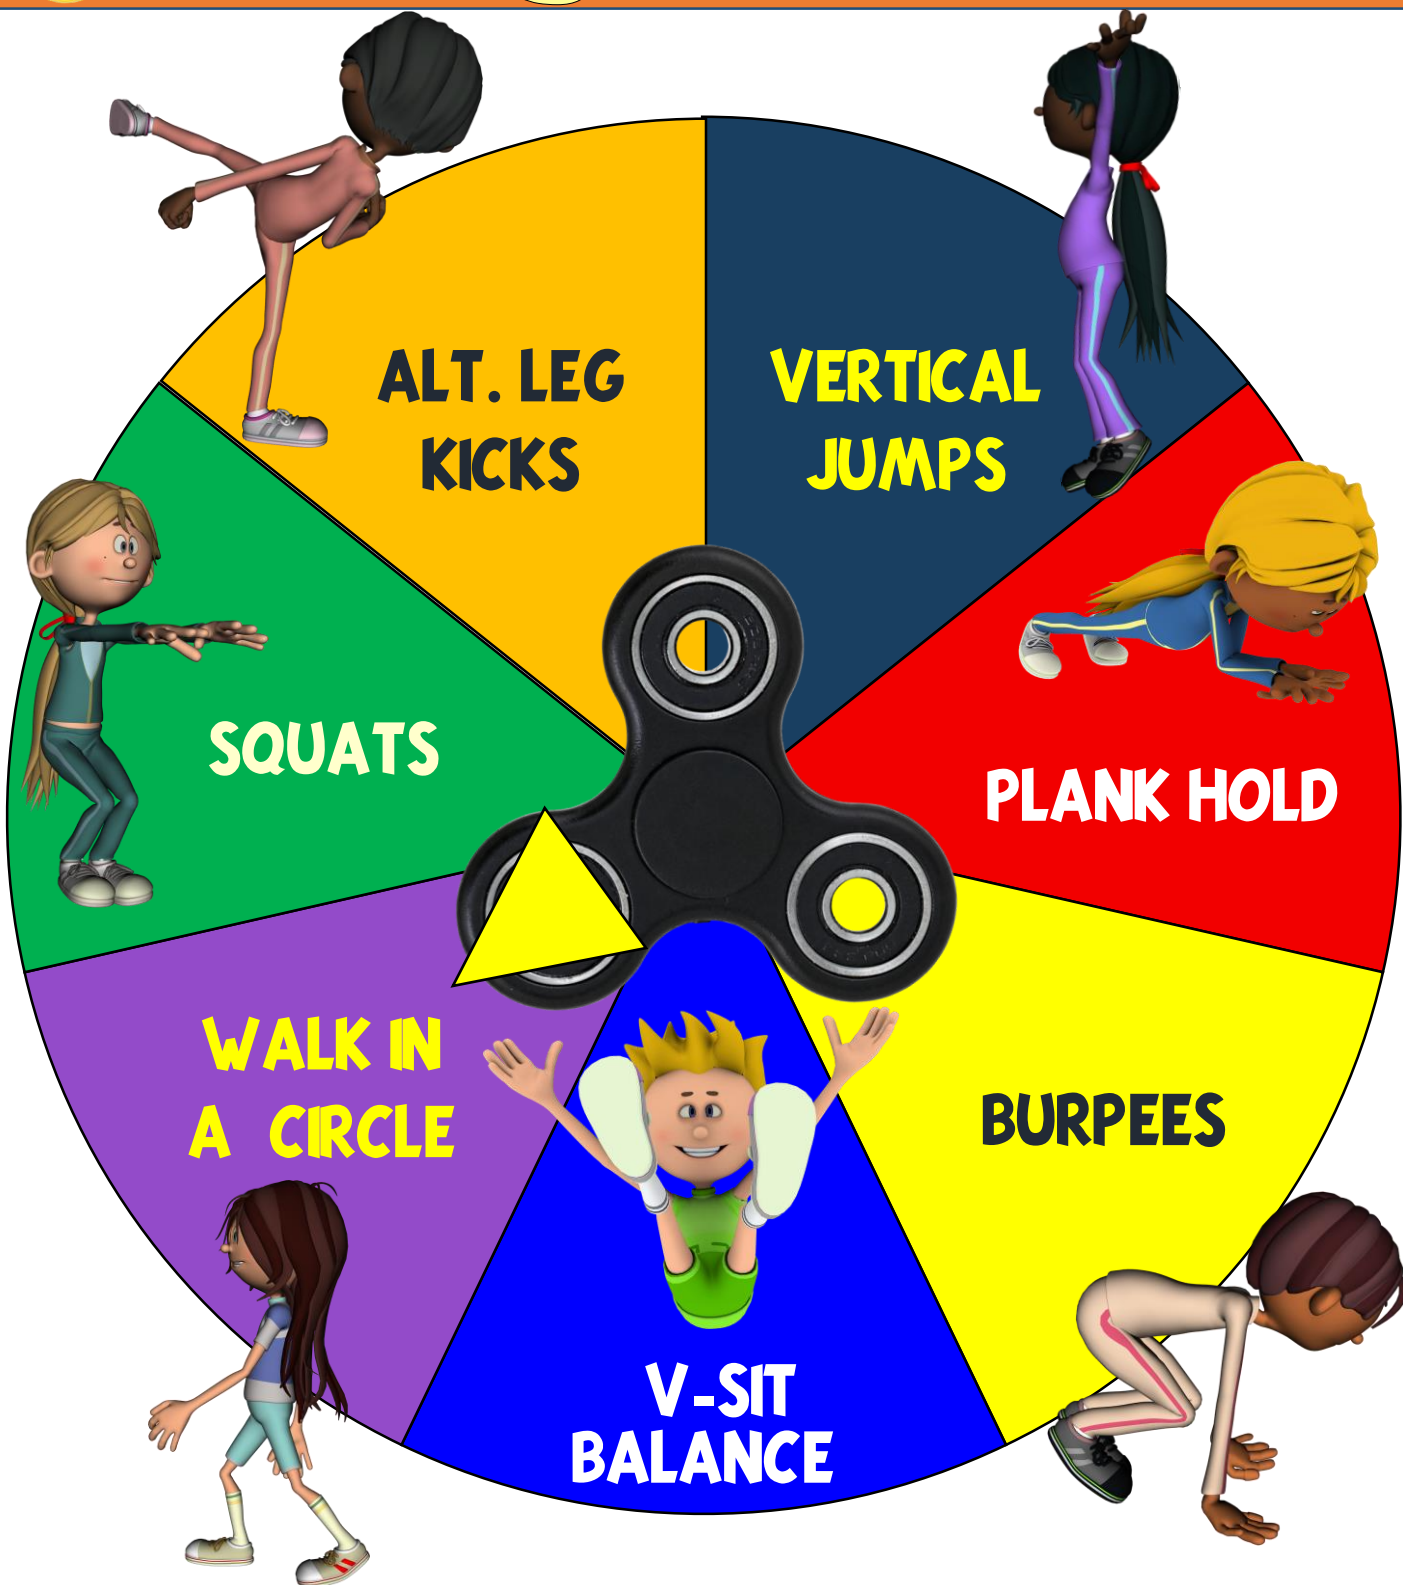 ALT. LEG
KICKS
VERTICAL
JUMPS
SQUATS
PLANK HOLD
WALK IN
A CIRCLE
BURPEES
V-SIT
BALANCE